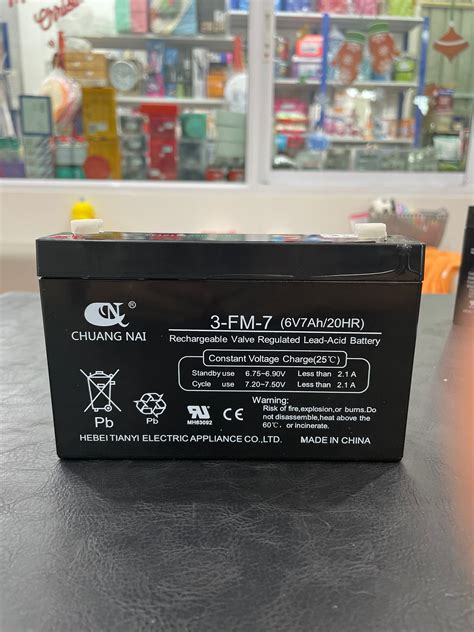 CN®
CHUANG NAI
3-FM-7 (6V7Ah/20HR)
Rechargeable Valve Regulated Lead-Acid Battery
Constant Voltage Charge(25℃)
Standby use 6.75~6.90V Less than 2.1 A
Cycle use 7.20~7.50V Less than 2.1 A
Warning:
Risk of fire,explosion,or burns.Do
not disassemble,heat above the
60℃, or incinerate.
Pb
Pb
MH63092
CE
HEBEI TIANYI ELECTRIC APPLIANCE CO.,LTD.
MADE IN CHINA